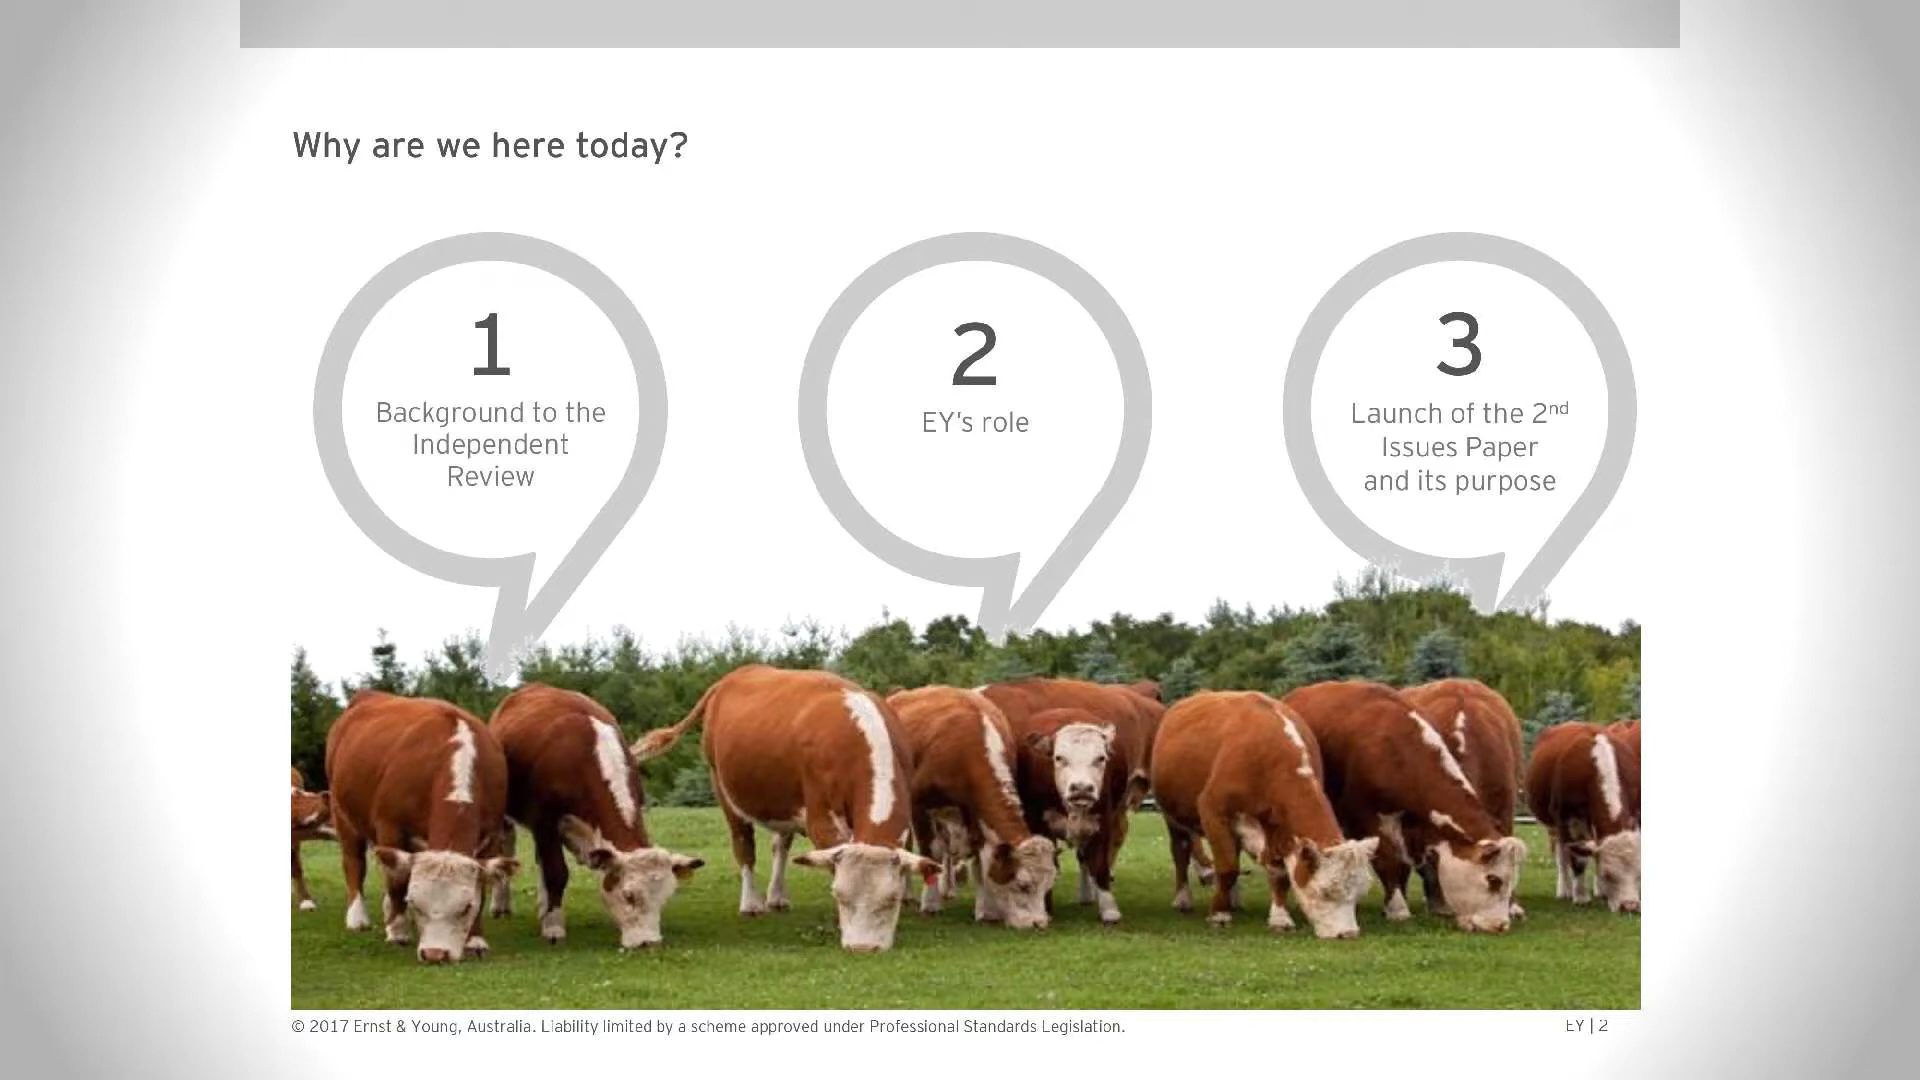 Why are we here today?
1
Background to the
Independent
Review
2
EY's role
3
Launch of the 2nd
Issues Paper
and its purpose
© 2017 Ernst & Young, Australia. Liability limited by a scheme approved under Professional Standards Legislation.
EY | 2